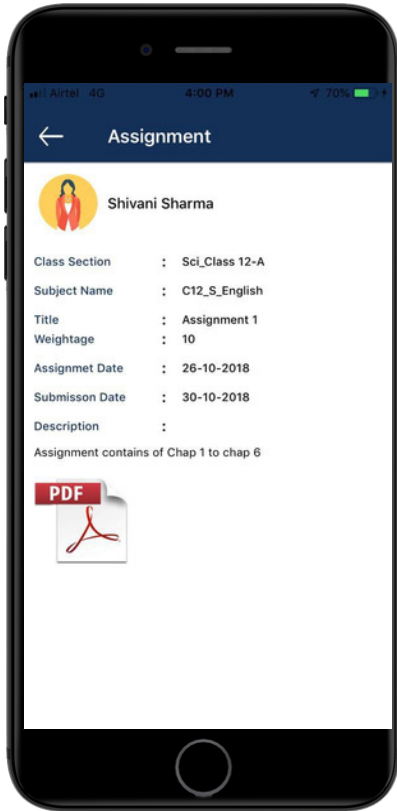 Airtel 4G 4:00 PM 70%
Assignment
Shivani Sharma
Class Section : Sci_Class 12-A
Subject Name : C12_S_English
Title : Assignment 1
Weightage : 10
Assignmet Date : 26-10-2018
Submisson Date : 30-10-2018
Description :
Assignment contains of Chap 1 to chap 6
PDF